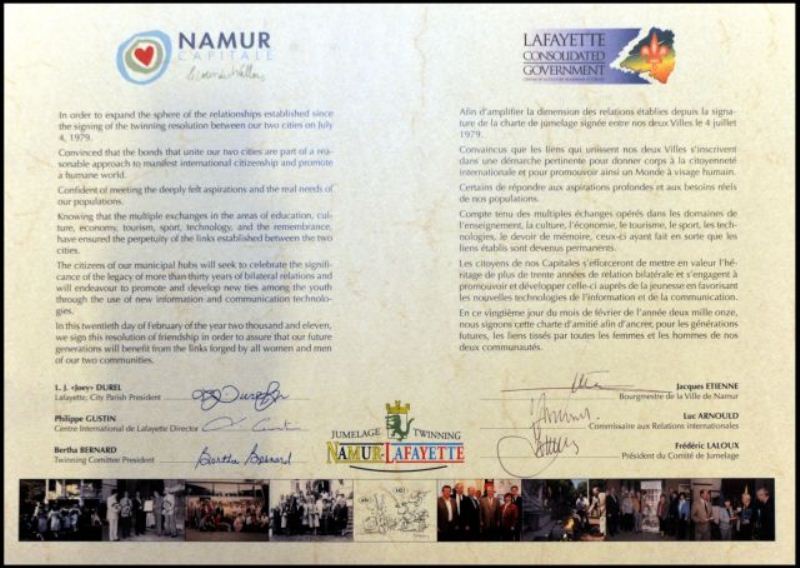 NAMUR
CAPITALE
In order to expand the sphere of the relationships established since
the signing of the twinning resolution between our two cities on July
4, 1979.
Convinced that the bonds that unite our two cities are part of a rea-
sonable approach to manifest international citizenship and promote
a humane world.
Confident of meeting the deeply felt aspirations and the real needs of
our populations.
Knowing that the multiple exchanges in the areas of education, cul-
ture, economy, tourism, sport, technology, and the remembrance,
have ensured the perpetuity of the links established between the two
cities.
The citizens of our municipal hubs will seek to celebrate the signifi-
cance of the legacy of more than thirty years of bilateral relations and
will endeavour to promote and develop new ties among the youth
through the use of new information and communication technolo-
gies.
In this twentieth day of February of the year two thousand and eleven,
we sign this resolution of friendship in order to assure that our future
generations will benefit from the links forged by all women and men
of our two communities.
L. J. «Joey» DUREL
Lafayette, City Parish President
Philippe GUSTIN
Centre International de Lafayette Director
Bertha BERNARD
Twinning Comittee President
Bertha Bernard
LAFAYETTE
CONSOLIDATED
GOVERNMENT
Afin d'amplifier la dimension des relations établies depuis la signa-
ture de la charte de jumelage signée entre nos deux Villes le 4 juillet
1979.
Convaincus que les liens qui unissent nos deux Villes s'inscrivent
dans une démarche pertinente pour donner corps à la citoyenneté
internationale et pour promouvoir ainsi un Monde à visage humain.
Certains de répondre aux aspirations profondes et aux besoins réels
de nos populations.
Compte tenu des multiples échanges opérés dans les domaines de
l'enseignement, la culture, l'économie, le tourisme, le sport, les tech-
nologies, le devoir de mémoire, ceux-ci ayant fait en sorte que les
liens établis sont devenus permanents.
Les citoyens de nos Capitales s'efforceront de mettre en valeur l'hé-
ritage de plus de trente années de relation bilatérale et s'engagent à
promouvoir et développer celle-ci auprès de la jeunesse en favorisant
les nouvelles technologies de l'information et de la communication.
En ce vingtième jour du mois de février de l'année deux mille onze,
nous signons cette charte d'amitié afin d'ancrer, pour les générations
futures, les liens tissés par toutes les femmes et les hommes de nos
deux communautés.
Jacques ETIENNE
Bourgmestre de la Ville de Namur
Luc ARNOULD
Commissaire aux Relations internationales
Frédéric LALOUX
Président du Comité de Jumelage
JUMELAGE TWINNING
NAMUR-LAFAYETTE